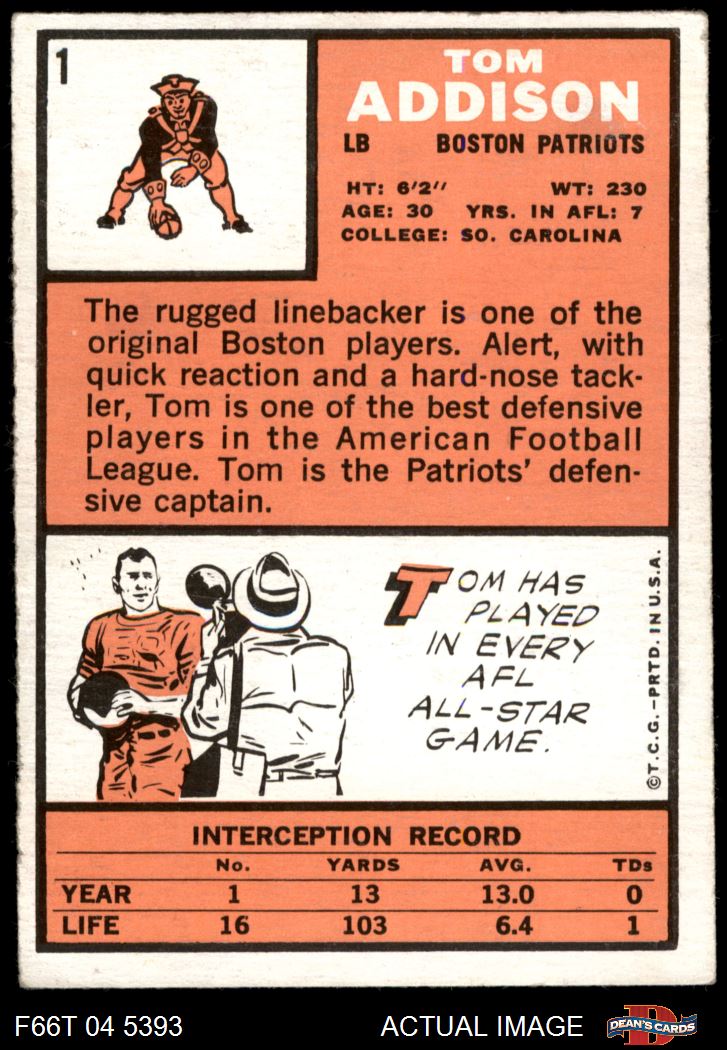 1
TOM
ADDISON
LB BOSTON PATRIOTS
HT: 6'2" WT: 230
AGE: 30 YRS. IN AFL: 7
COLLEGE: SO. CAROLINA
The rugged linebacker is one of the
original Boston players. Alert, with
quick reaction and a hard-nose tack-
ler, Tom is one of the best defensive
players in the American Football
League. Tom is the Patriots' defen-
sive captain.
TOM HAS
PLAYED
IN EVERY
AFL
ALL-STAR
GAME.
©T.C.G.—PRTD. IN U.S.A.
INTERCEPTION RECORD
No. YARDS AVG. TDs
YEAR 1 13 13.0 0
LIFE 16 103 6.4 1
F66T 04 5393 ACTUAL IMAGE DEAN'S CARDS